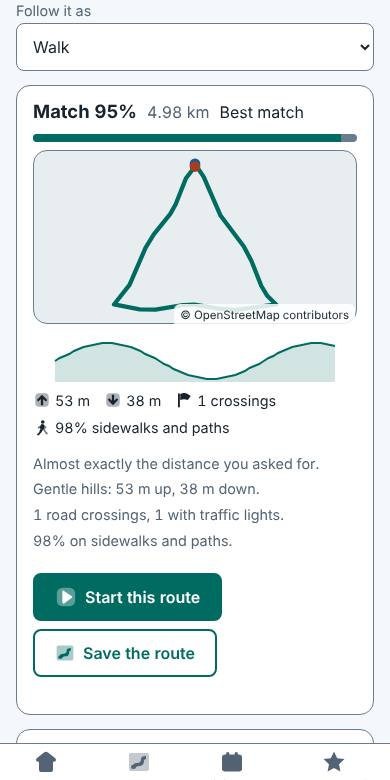 Follow it as
Walk
Match 95% 4.98 km Best match
© OpenStreetMap contributors
53 m 38 m 1 crossings
98% sidewalks and paths
Almost exactly the distance you asked for.
Gentle hills: 53 m up, 38 m down.
1 road crossings, 1 with traffic lights.
98% on sidewalks and paths.
Start this route
Save the route